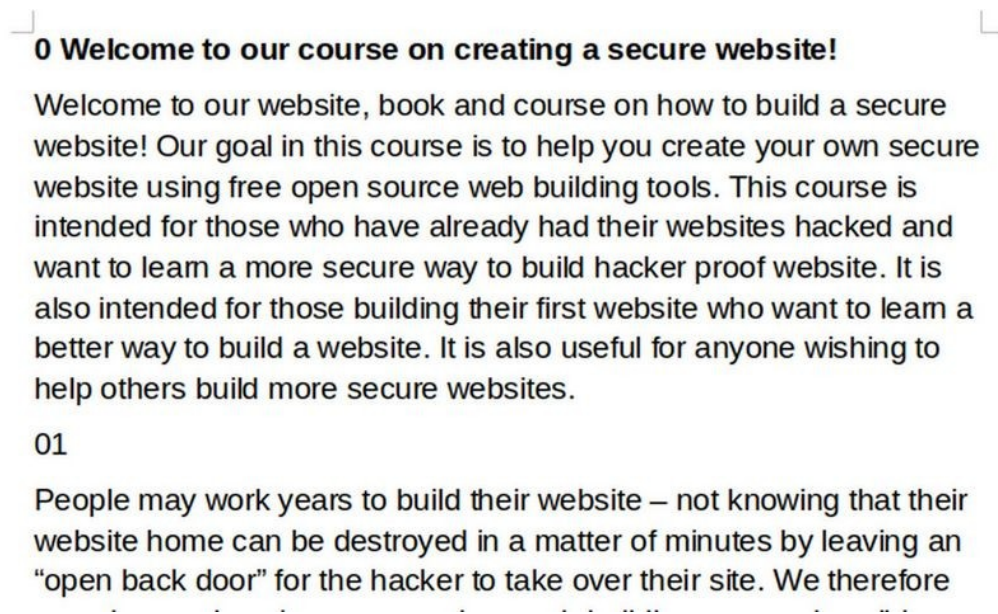 0 Welcome to our course on creating a secure website!
Welcome to our website, book and course on how to build a secure
website! Our goal in this course is to help you create your own secure
website using free open source web building tools. This course is
intended for those who have already had their websites hacked and
want to learn a more secure way to build hacker proof website. It is
also intended for those building their first website who want to learn a
better way to build a website. It is also useful for anyone wishing to
help others build more secure websites.
01
People may work years to build their website – not knowing that their
website home can be destroyed in a matter of minutes by leaving an
“open back door” for the hacker to take over their site. We therefore